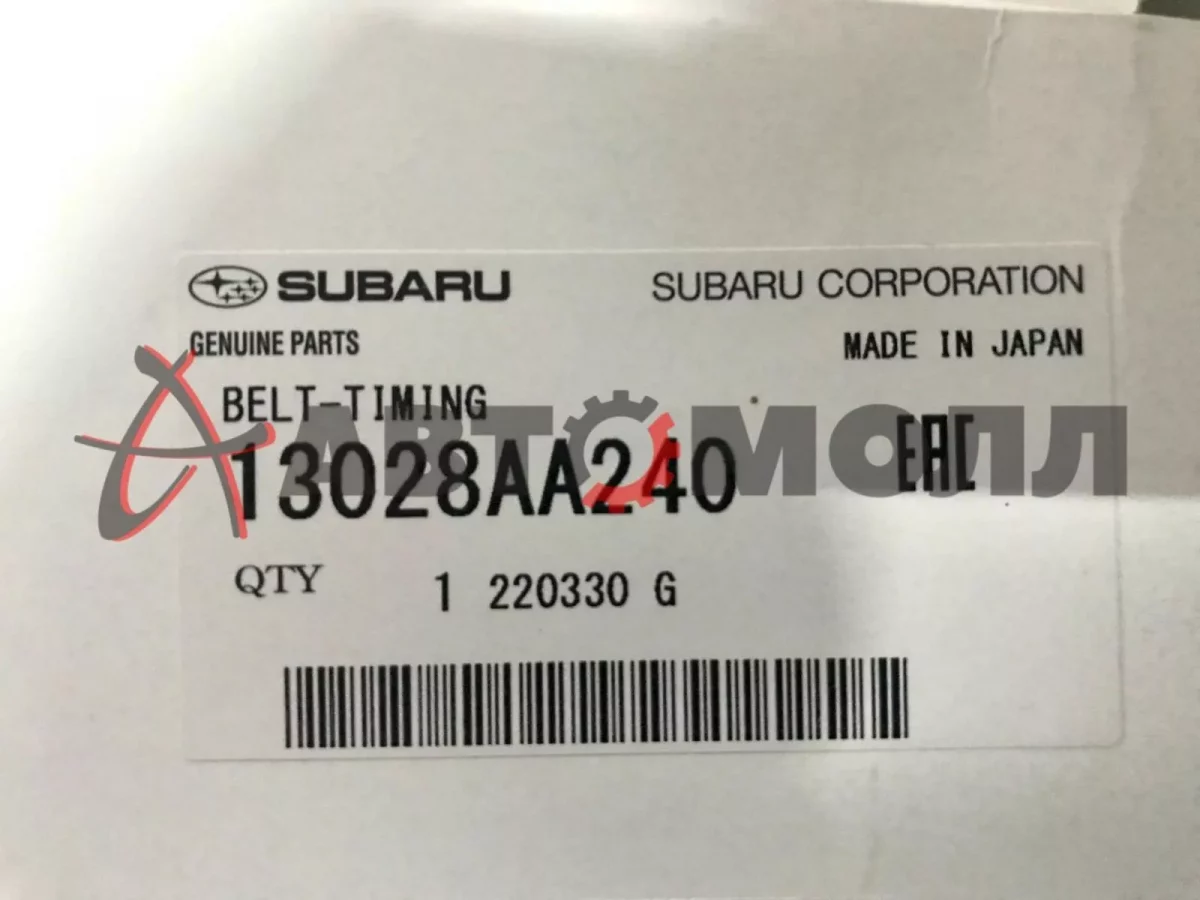 SUBARU SUBARU CORPORATION
GENUINE PARTS MADE IN JAPAN
BELT-TIMING
АВТОМОЛЛ
13028AA240 EAC
QTY 1 220330 G